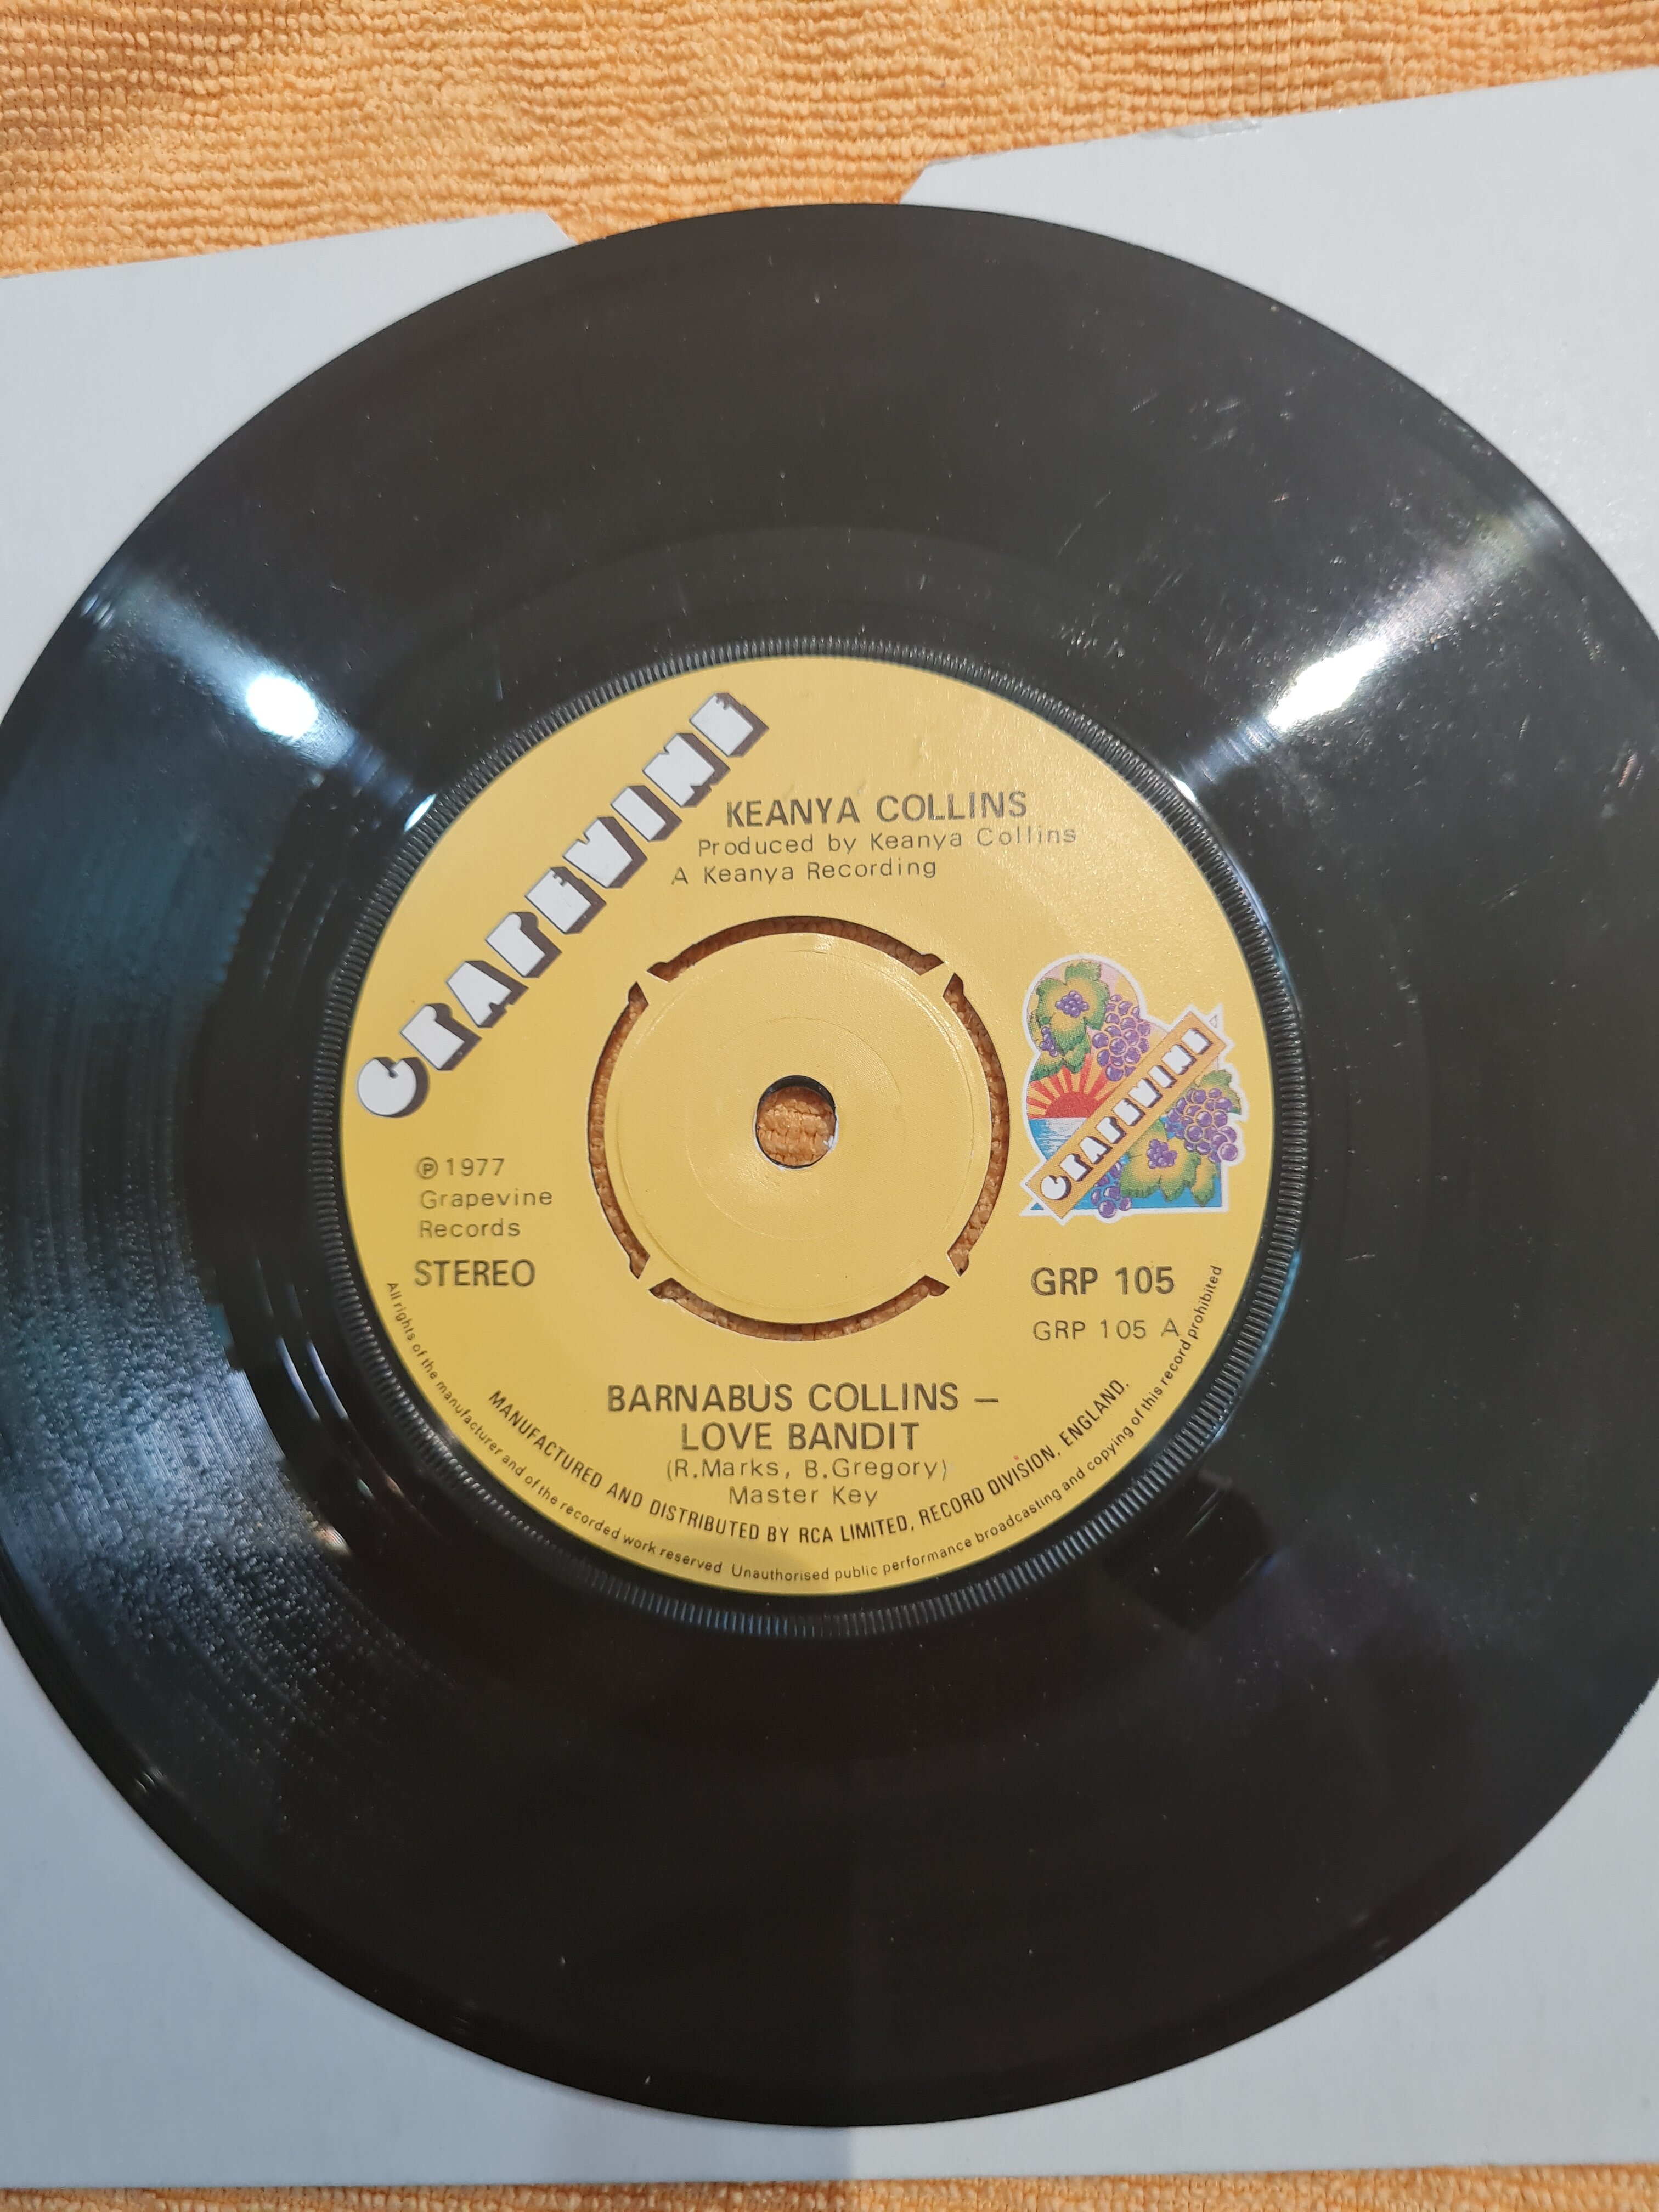 GRAPEVINE
KEANYA COLLINS
Produced by Keanya Collins
A Keanya Recording
GRAPEVINE
℗ 1977
Grapevine
Records
STEREO
GRP 105
GRP 105 A
BARNABUS COLLINS –
LOVE BANDIT
(R.Marks, B.Gregory)
Master Key
MANUFACTURED AND DISTRIBUTED BY RCA LIMITED, RECORD DIVISION, ENGLAND.
All rights of the manufacturer and of the recorded work reserved Unauthorised public performance broadcasting and copying of this record prohibited